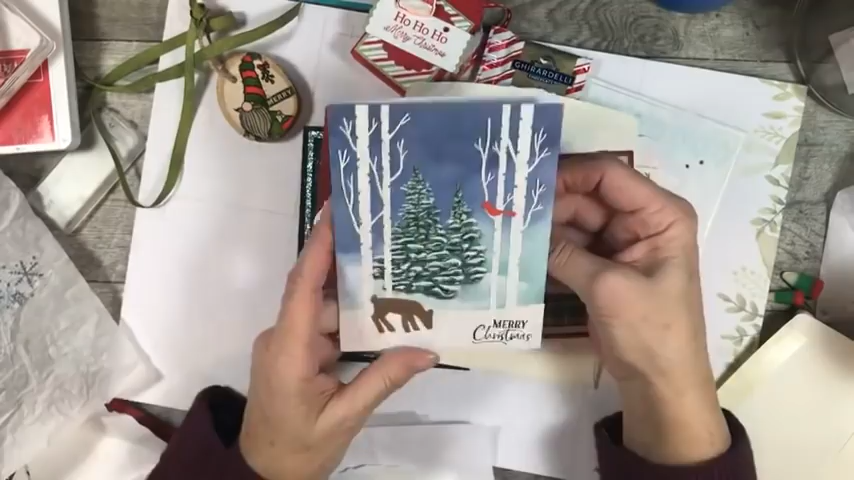 Ho Ho Ho
Merry Christmas
GHIRARDELLI
MERRY
MERRY
Christmas